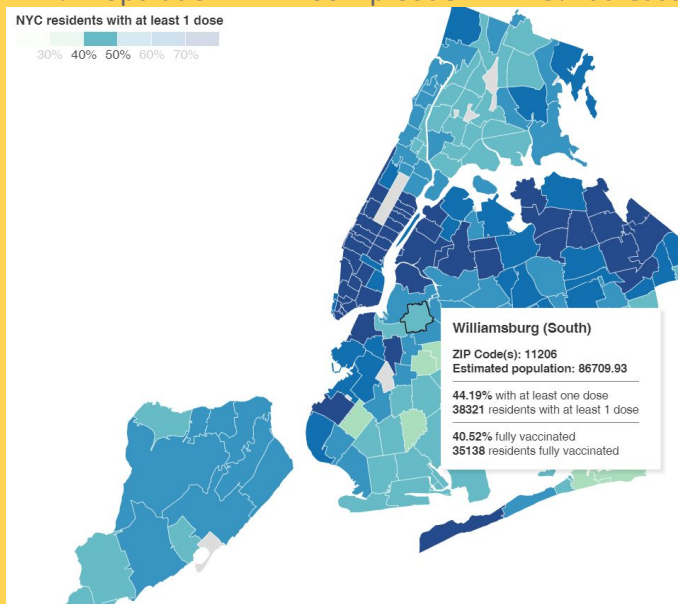 NYC residents with at least 1 dose
30% 40% 50% 60% 70%
Williamsburg (South)
ZIP Code(s): 11206
Estimated population: 86709.93
44.19% with at least one dose
38321 residents with at least 1 dose
40.52% fully vaccinated
35138 residents fully vaccinated